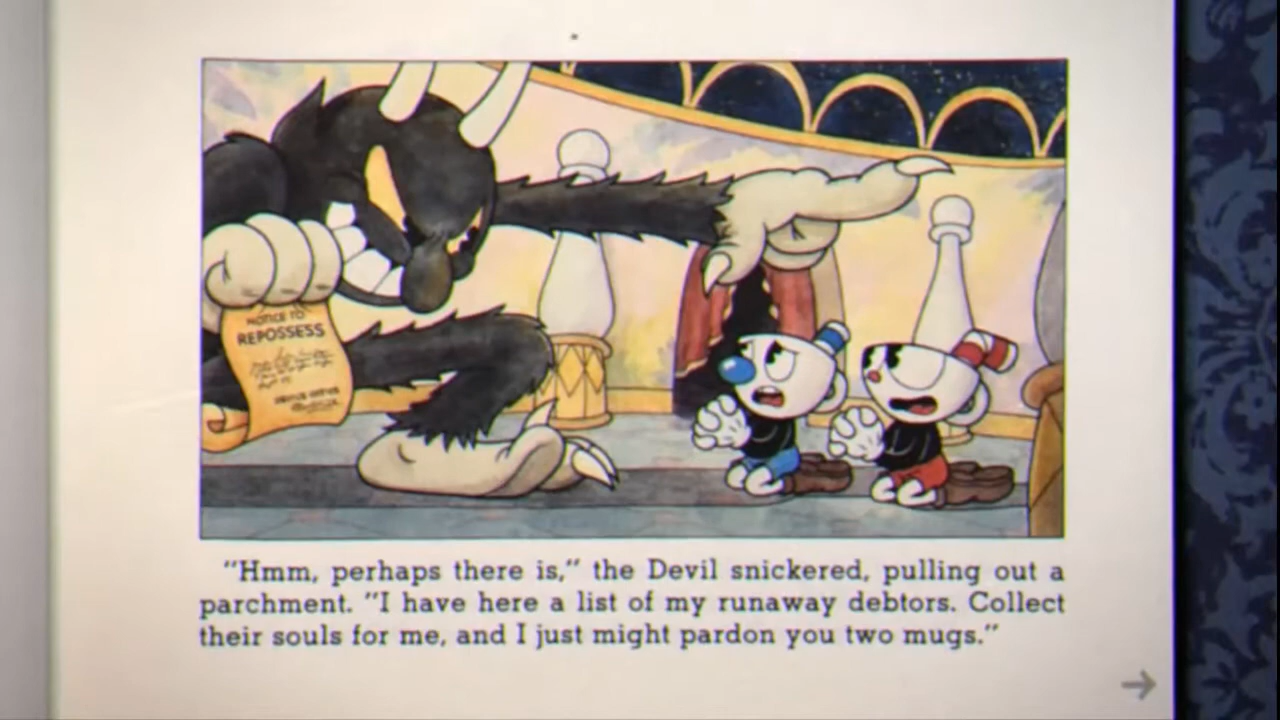 NOTICE TO
REPOSSESS
"Hmm, perhaps there is," the Devil snickered, pulling out a
parchment. "I have here a list of my runaway debtors. Collect
their souls for me, and I just might pardon you two mugs."